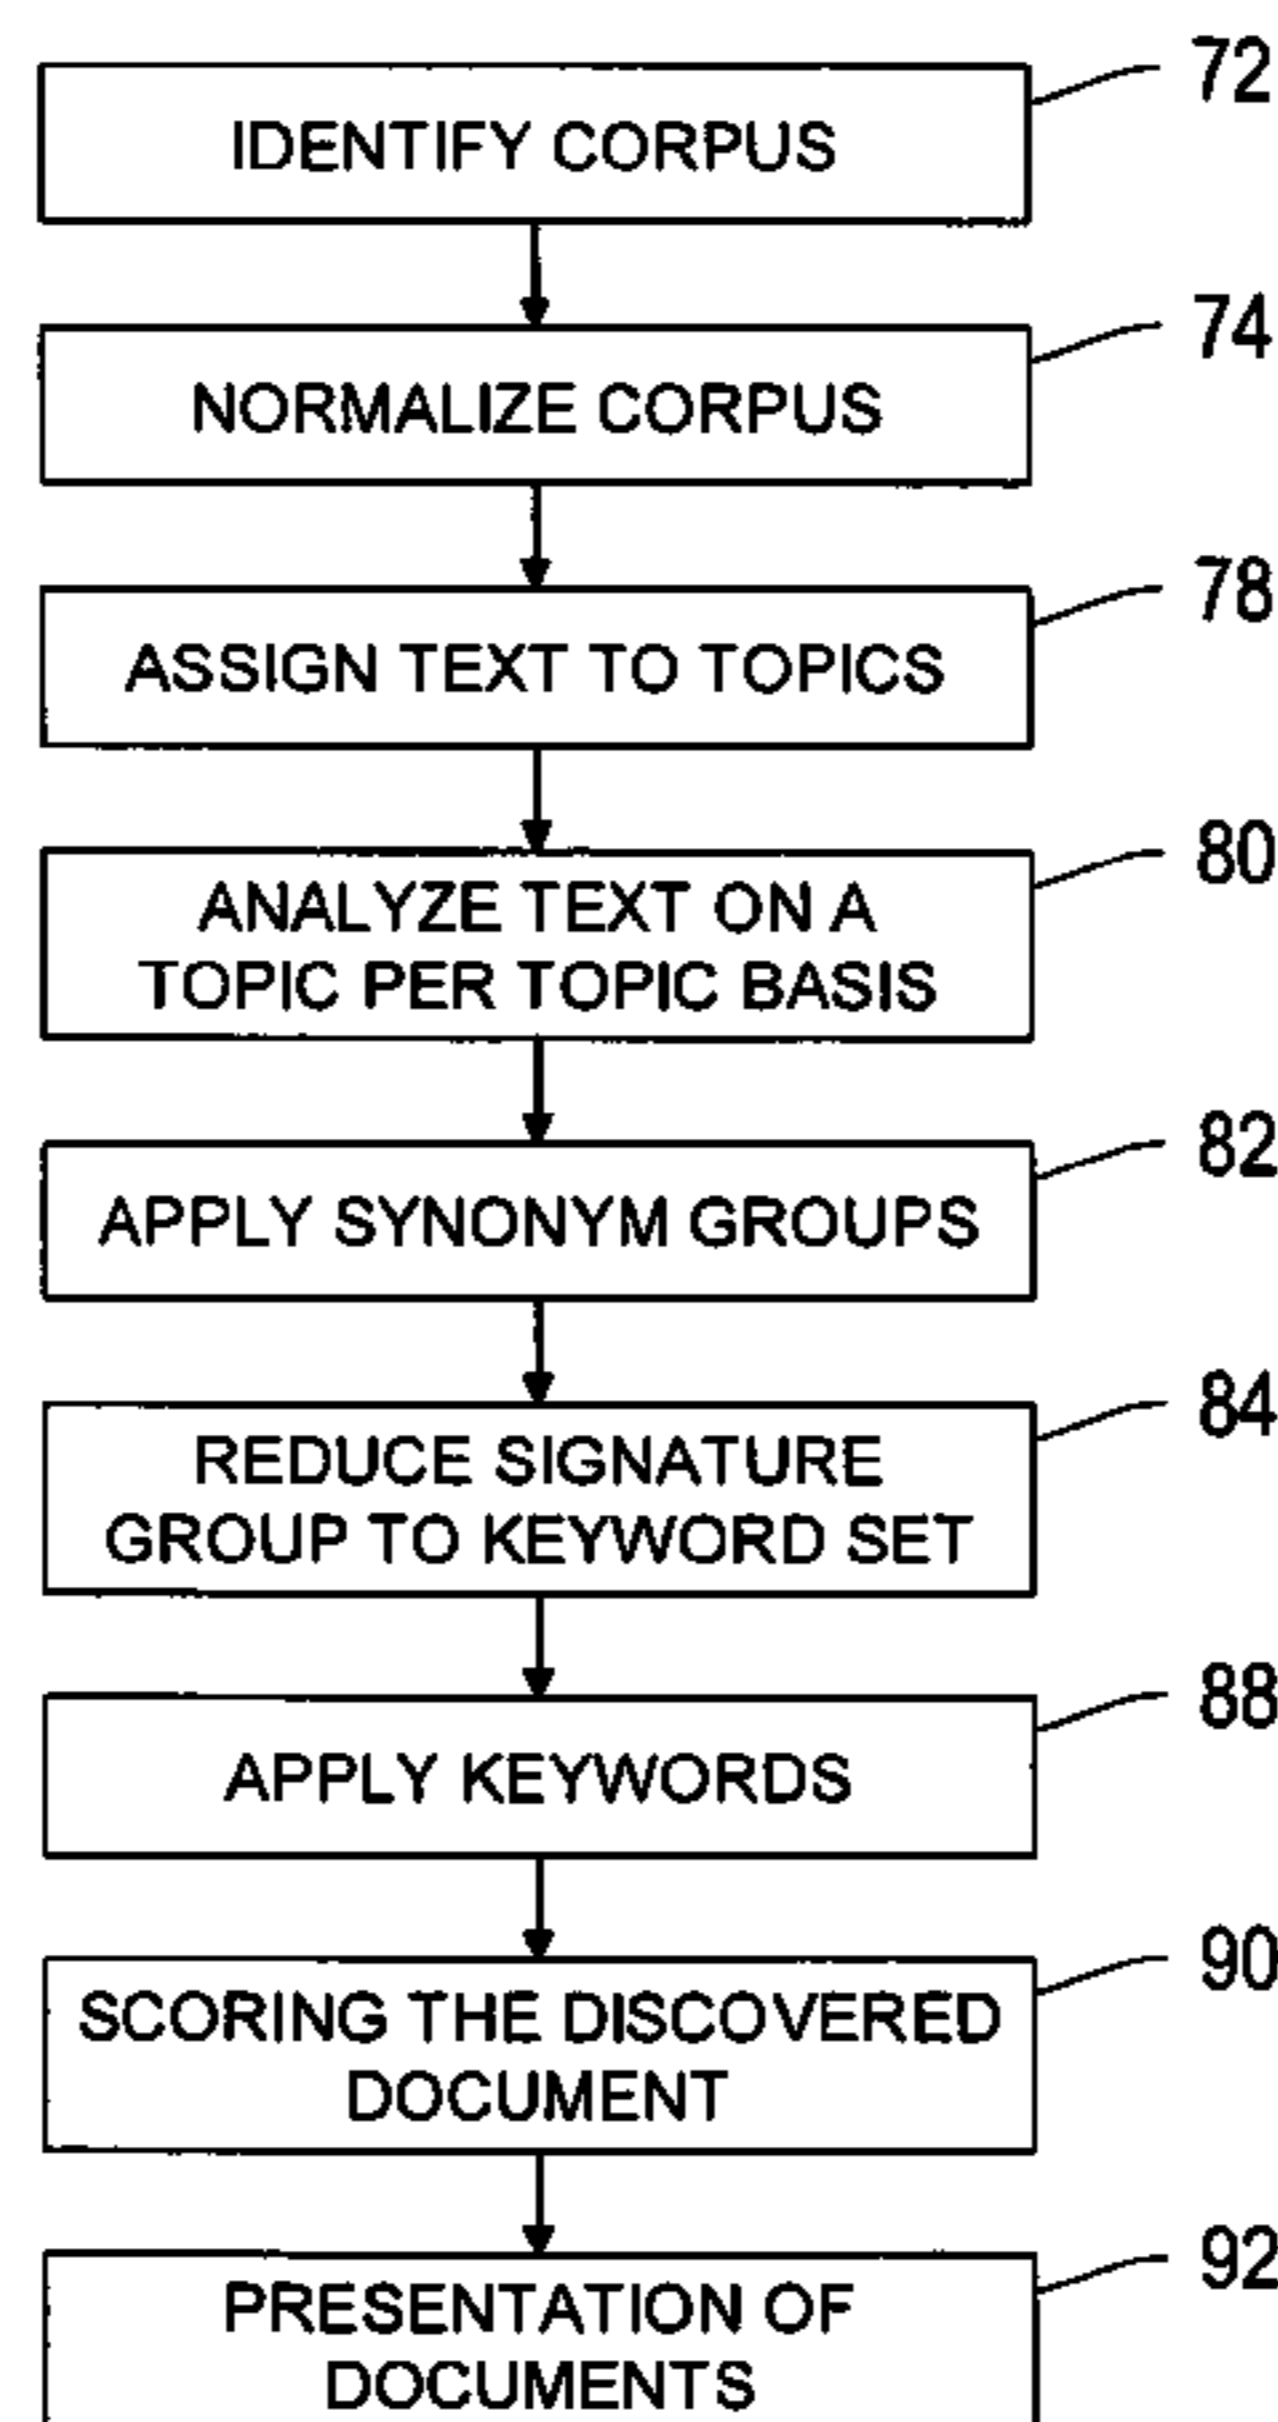 72
IDENTIFY CORPUS
74
NORMALIZE CORPUS
78
ASSIGN TEXT TO TOPICS
80
ANALYZE TEXT ON A
TOPIC PER TOPIC BASIS
82
APPLY SYNONYM GROUPS
84
REDUCE SIGNATURE
GROUP TO KEYWORD SET
88
APPLY KEYWORDS
90
SCORING THE DISCOVERED
DOCUMENT
92
PRESENTATION OF
DOCUMENTS